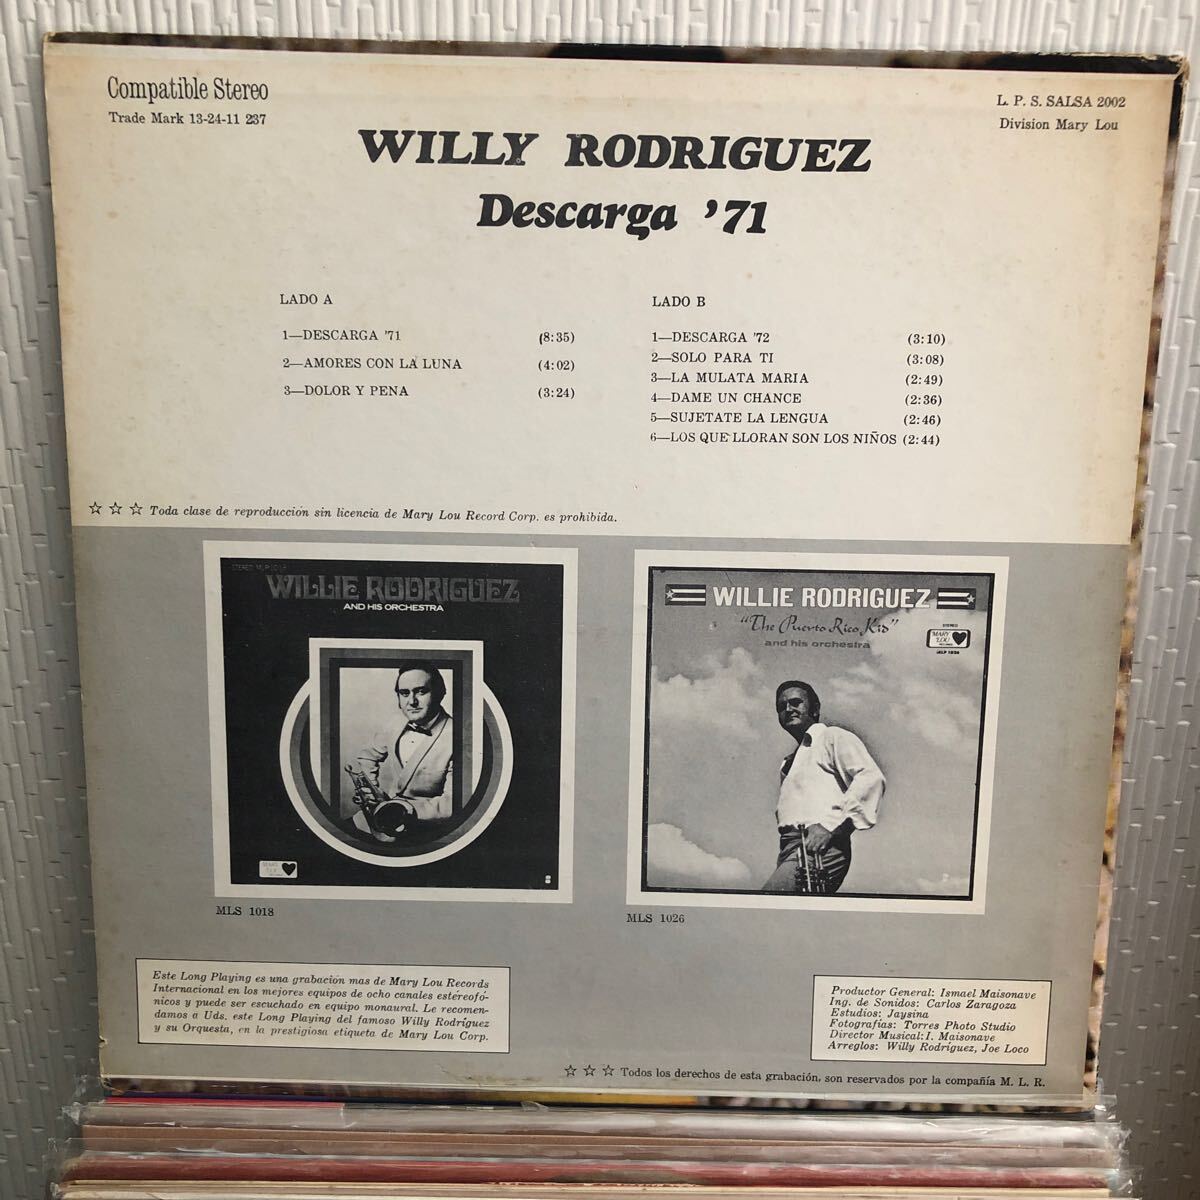 Compatible Stereo
Trade Mark 13-24-11 237
L. P. S. SALSA 2002
Division Mary Lou
WILLY RODRIGUEZ
Descarga '71
LADO A
1—DESCARGA '71 (8:35)
2—AMORES CON LA LUNA (4:02)
3—DOLOR Y PENA (3:24)
LADO B
1—DESCARGA '72 (3:10)
2—SOLO PARA TI (3:08)
3—LA MULATA MARIA (2:49)
4—DAME UN CHANCE (2:36)
5—SUJETATE LA LENGUA (2:46)
6—LOS QUE LLORAN SON LOS NIÑOS (2:44)
☆ ☆ ☆ Toda clase de reproducción sin licencia de Mary Lou Record Corp. es prohibida.
STEREO MLP 1018
WILLIE RODRIGUEZ
AND HIS ORCHESTRA
MLS 1018
WILLIE RODRIGUEZ
"The Puerto Rico Kid"
and his orchestra
STEREO
MARY LOU
MLP 1026
MLS 1026
Este Long Playing es una grabación mas de Mary Lou Records
Internacional en los mejores equipos de ocho canales estereofó-
nicos y puede ser escuchado en equipo monaural. Le recomen-
damos a Uds. este Long Playing del famoso Willy Rodríguez
y su Orquesta, en la prestigiosa etiqueta de Mary Lou Corp.
Productor General: Ismael Maisonave
Ing. de Sonidos: Carlos Zaragoza
Estudios: Jaysina
Fotografías: Torres Photo Studio
Director Musical: I. Maisonave
Arreglos: Willy Rodríguez, Joe Loco
☆ ☆ ☆ Todos los derechos de esta grabación, son reservados por la compañía M. L. R.